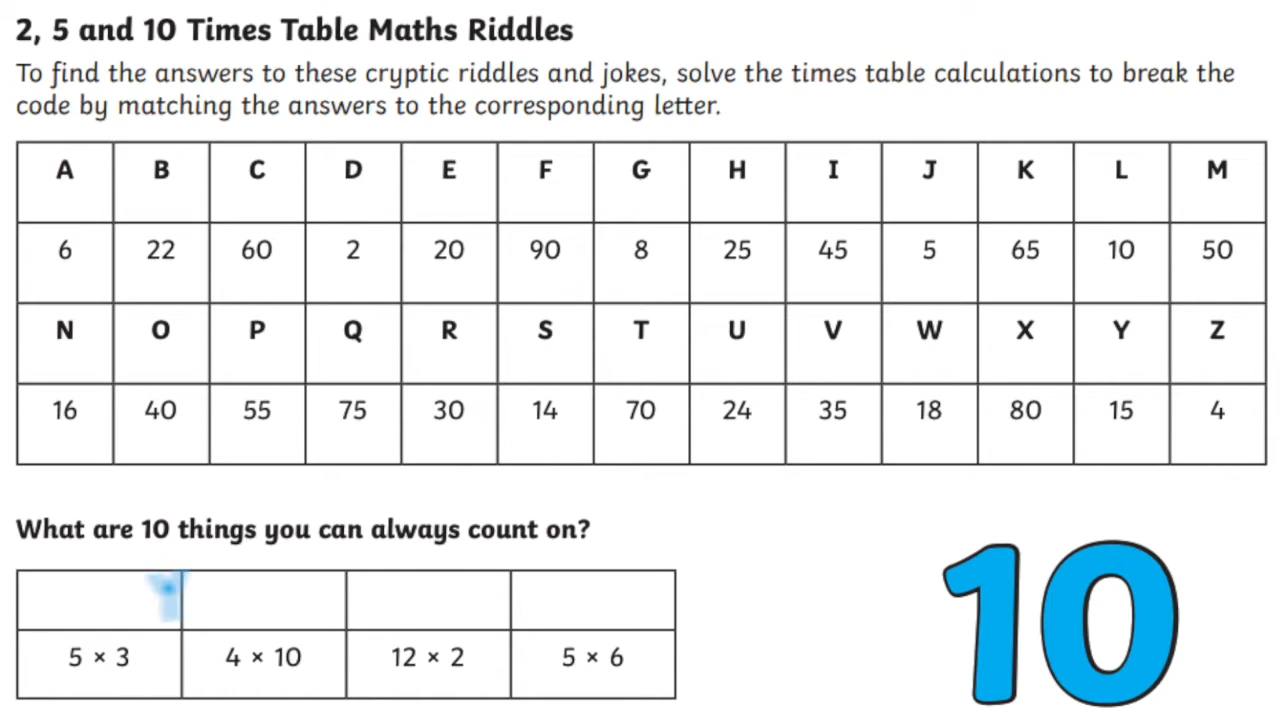 2, 5 and 10 Times Table Maths Riddles
To find the answers to these cryptic riddles and jokes, solve the times table calculations to break the
code by matching the answers to the corresponding letter.
A B C D E F G H I J K L M
6 22 60 2 20 90 8 25 45 5 65 10 50
N O P Q R S T U V W X Y Z
16 40 55 75 30 14 70 24 35 18 80 15 4
What are 10 things you can always count on?
5 × 3 4 × 10 12 × 2 5 × 6
10